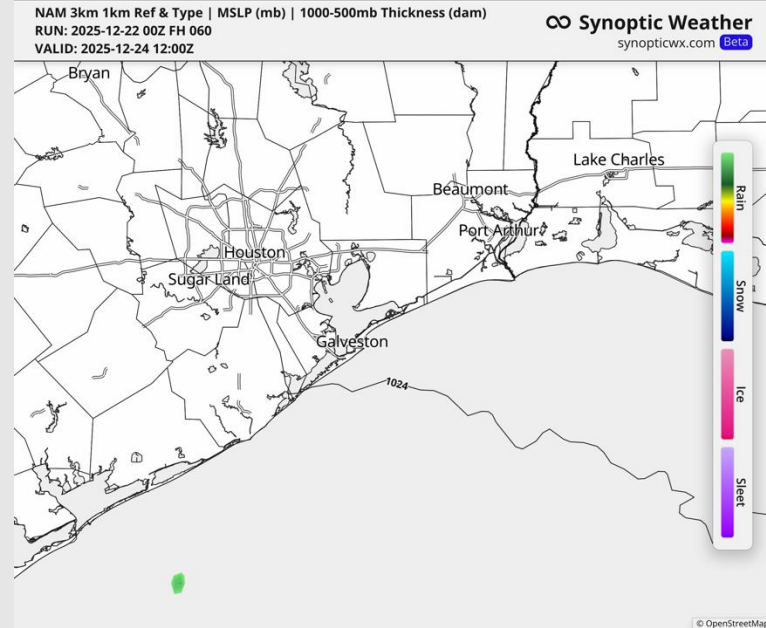 NAM 3km 1km Ref & Type | MSLP (mb) | 1000-500mb Thickness (dam)
RUN: 2025-12-22 00Z FH 060
VALID: 2025-12-24 12:00Z
Synoptic Weather
synopticwx.com Beta
Bryan
Lake Charles
Beaumont
Port Arthur
Houston
Sugar Land
Galveston
1024
Rain
Snow
Ice
Sleet
© OpenStreetMap